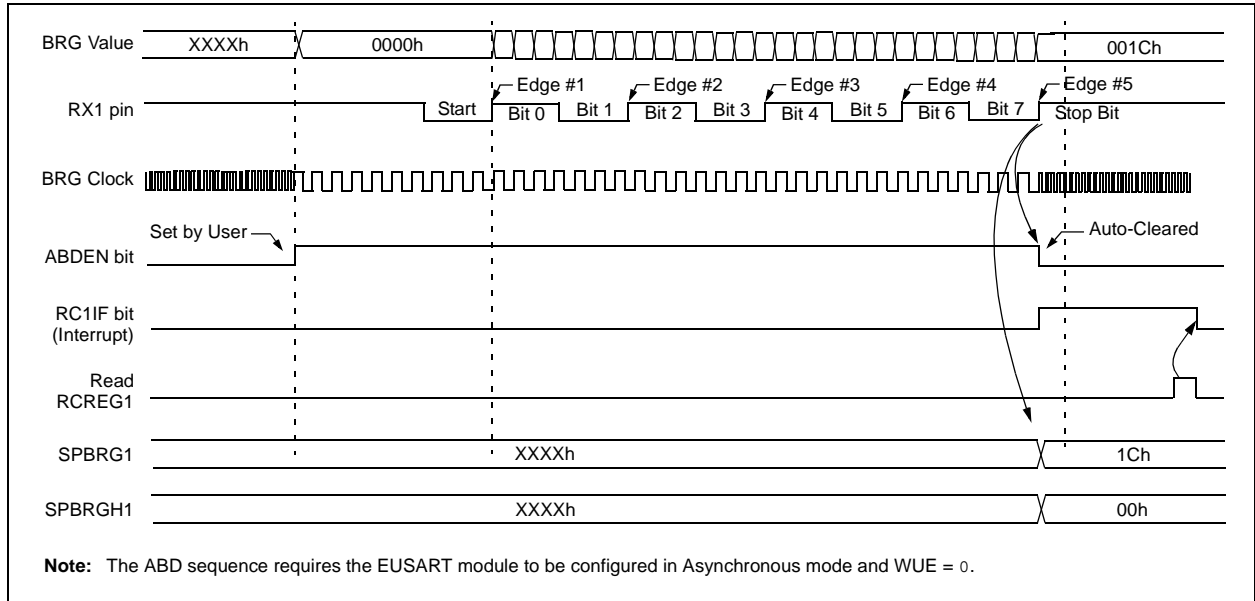 BRG Value XXXXh 0000h 001Ch
Edge #1 Edge #2 Edge #3 Edge #4 Edge #5
RX1 pin Start Bit 0 Bit 1 Bit 2 Bit 3 Bit 4 Bit 5 Bit 6 Bit 7 Stop Bit
BRG Clock
Set by User Auto-Cleared
ABDEN bit
RC1IF bit
(Interrupt)
Read
RCREG1
SPBRG1 XXXXh 1Ch
SPBRGH1 XXXXh 00h
Note: The ABD sequence requires the EUSART module to be configured in Asynchronous mode and WUE = 0.